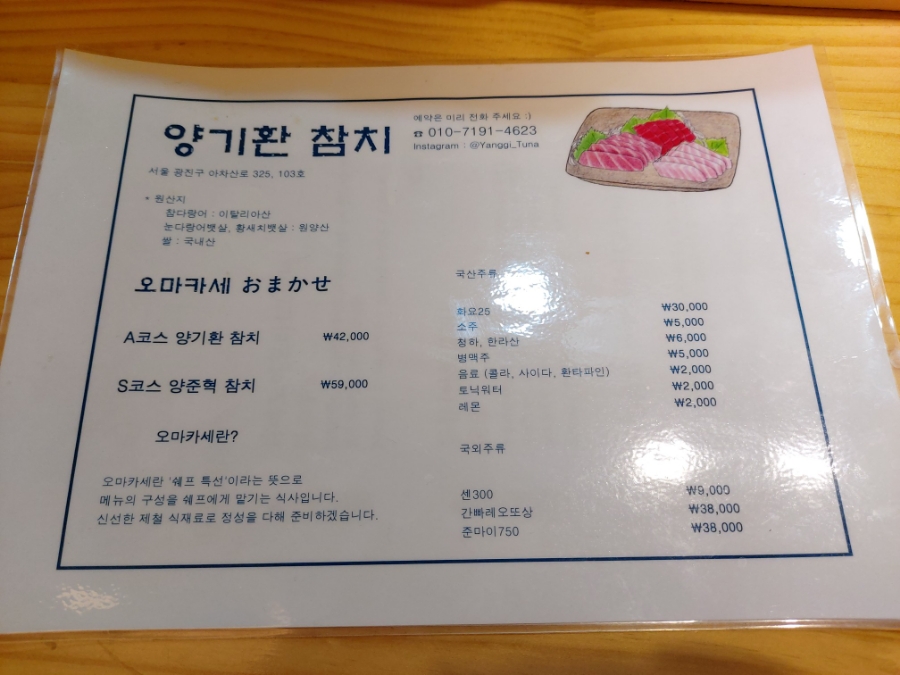 양기환 참치
예약은 미리 전화 주세요 :)
☎ 010-7191-4623
Instagram : @Yanggi_Tuna
서울 광진구 아차산로 325, 103호
* 원산지
참다랑어 : 이탈리아산
눈다랑어뱃살, 황새치뱃살 : 원양산
쌀 : 국내산
오마카세 おまかせ
A코스 양기환 참치 ₩42,000
S코스 양준혁 참치 ₩59,000
오마카세란?
오마카세란 '쉐프 특선'이라는 뜻으로
메뉴의 구성을 쉐프에게 맡기는 식사입니다.
신선한 제철 식재료로 정성을 다해 준비하겠습니다.
국산주류
화요25 ₩30,000
소주 ₩5,000
청하, 한라산 ₩6,000
병맥주 ₩5,000
음료 (콜라, 사이다, 환타파인) ₩2,000
토닉워터 ₩2,000
레몬 ₩2,000
국외주류
센300 ₩9,000
간빠레오또상 ₩38,000
준마이750 ₩38,000